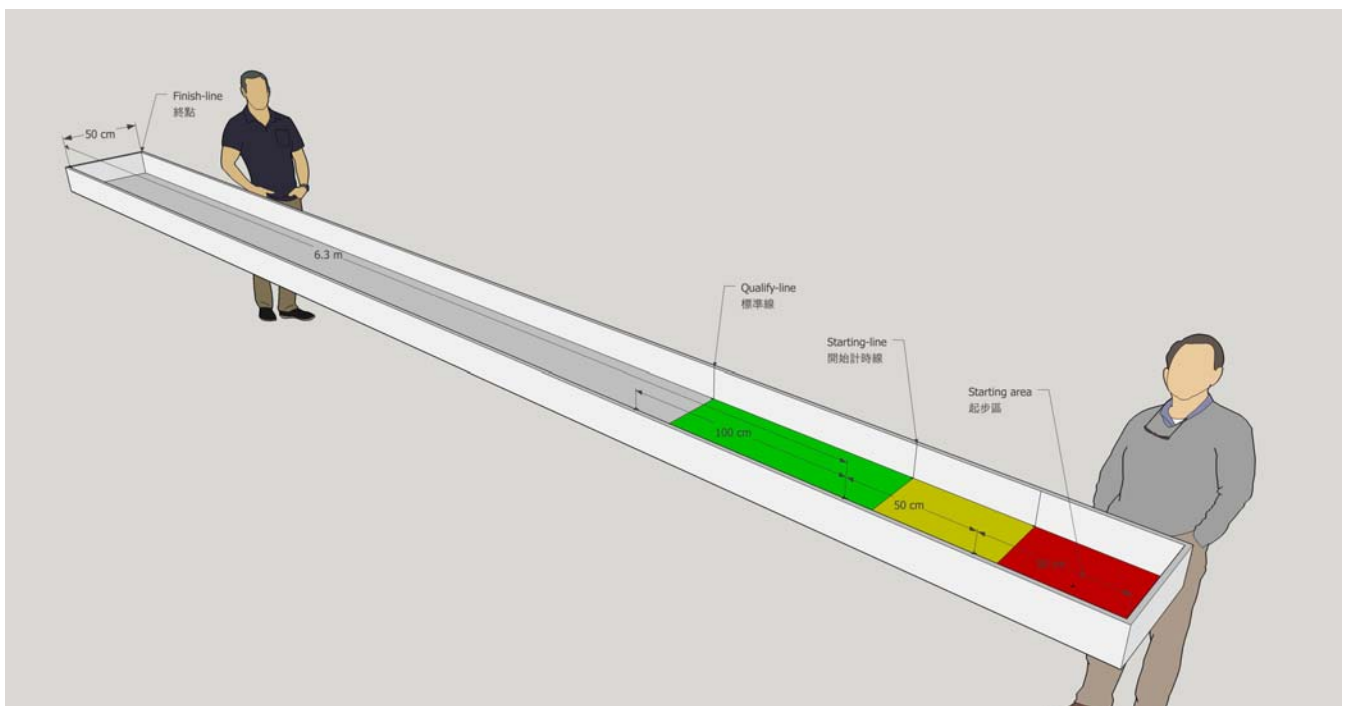 Finish-line
終點
50 cm
6.3 m
Qualify-line
標準線
Starting-line
開始計時線
Starting area
起步區
100 cm
50 cm